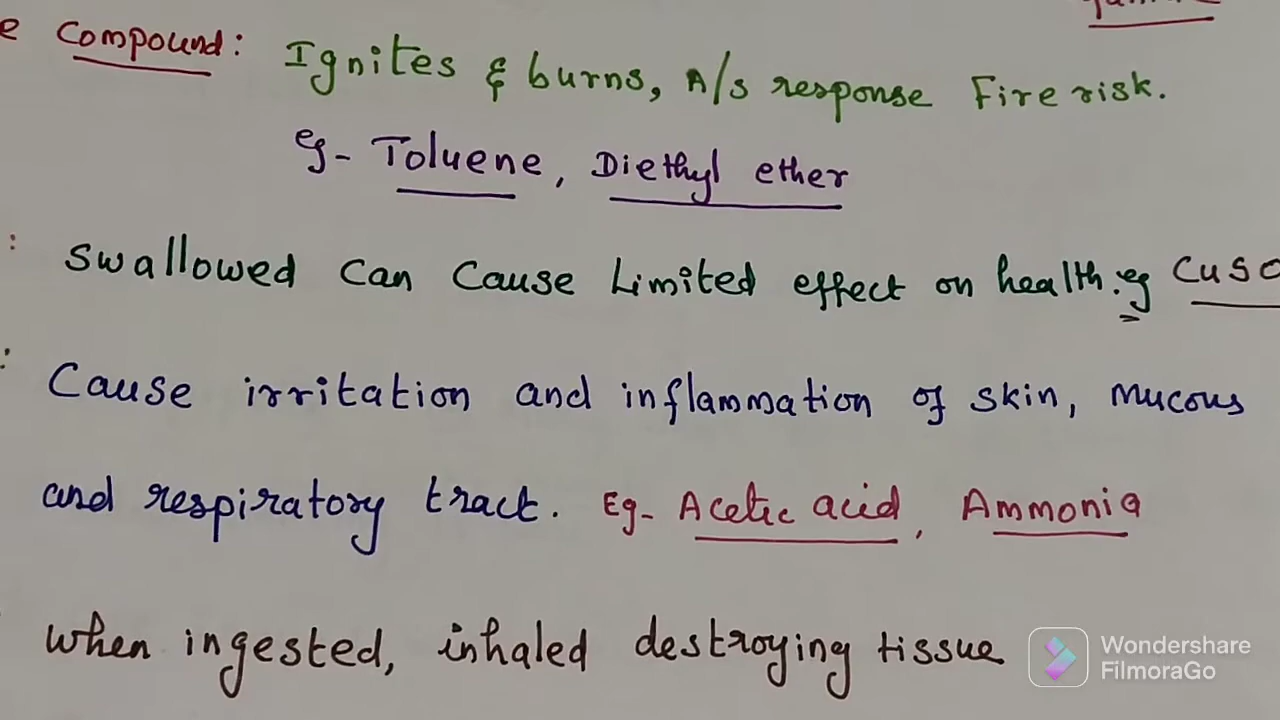 e Compound: Ignites & burns, A/s response Fire risk.
eg- Toluene, Diethyl ether
: Swallowed can cause Limited effect on health. eg CuSO
: Cause irritation and inflammation of skin, Mucous
and respiratory tract. Eg- Acetic acid, Ammonia
when ingested, inhaled destroying tissue
Wondershare
FilmoraGo